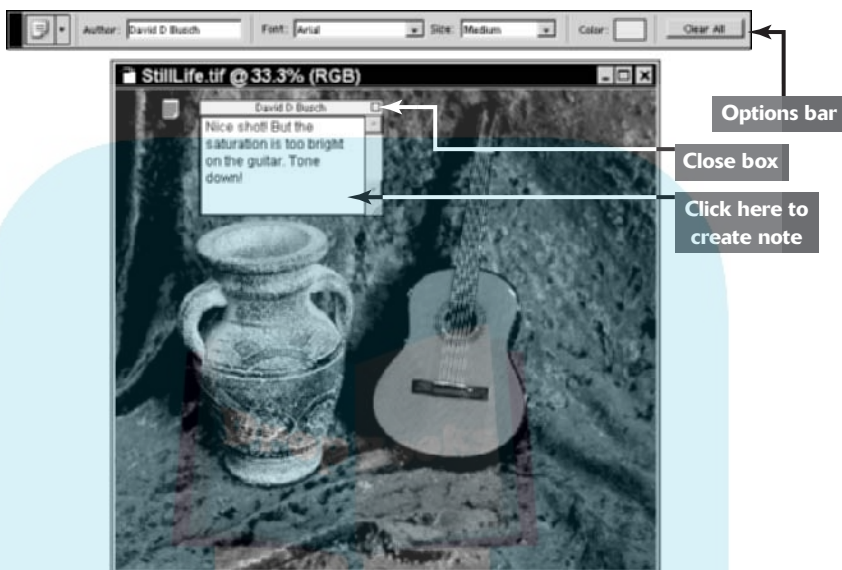 Author: David D Busch Font: Arial Size: Medium Color: Clear All
StillLife.tif @ 33.3% (RGB)
Options bar
David D Busch
Nice shot! But the
saturation is too bright
on the guitar. Tone
down!
Close box
Click here to
create note